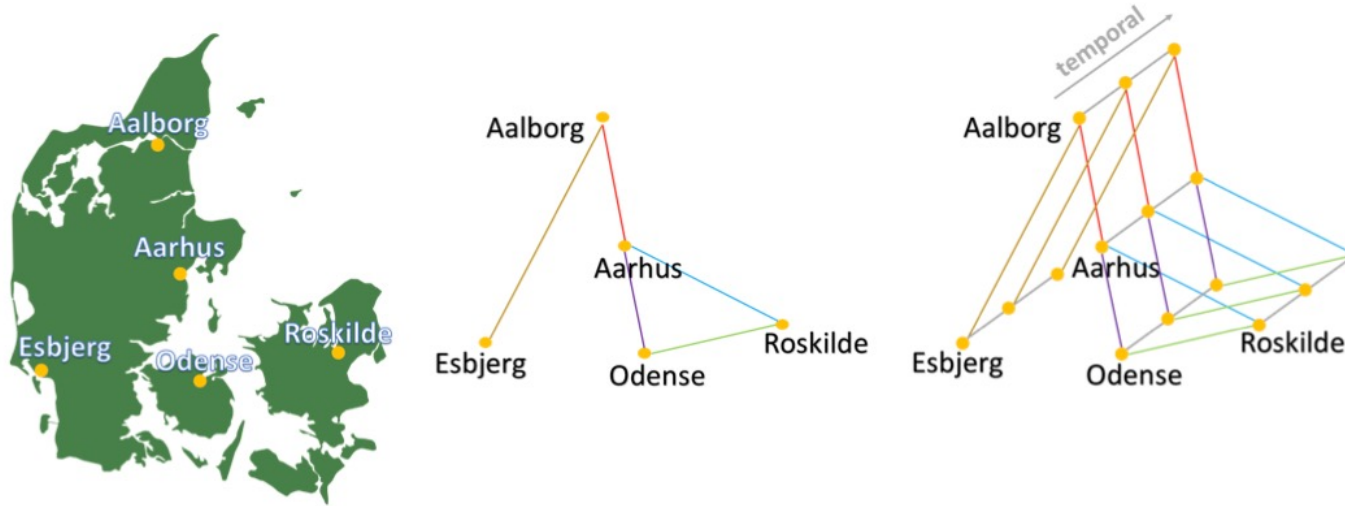 Aalborg
Aarhus
Esbjerg
Odense
Roskilde
Aalborg
Aarhus
Esbjerg
Odense
Roskilde
temporal
Aalborg
Aarhus
Esbjerg
Odense
Roskilde